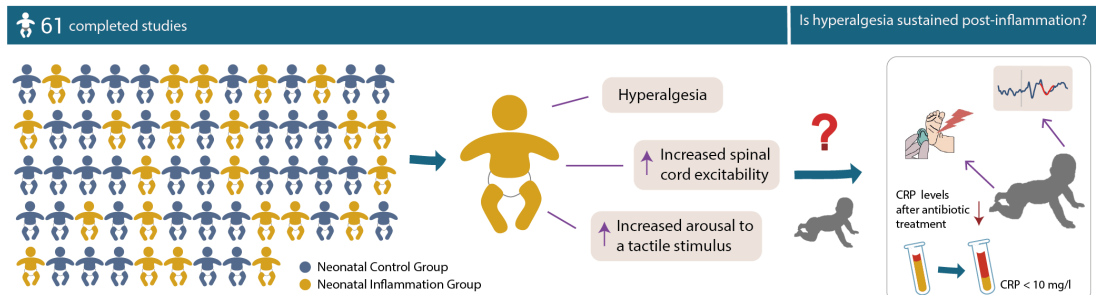 61 completed studies
Is hyperalgesia sustained post-inflammation?
Hyperalgesia
Increased spinal
cord excitability
Increased arousal to
a tactile stimulus
Neonatal Control Group
Neonatal Inflammation Group
?
CRP levels
after antibiotic
treatment
CRP < 10 mg/l